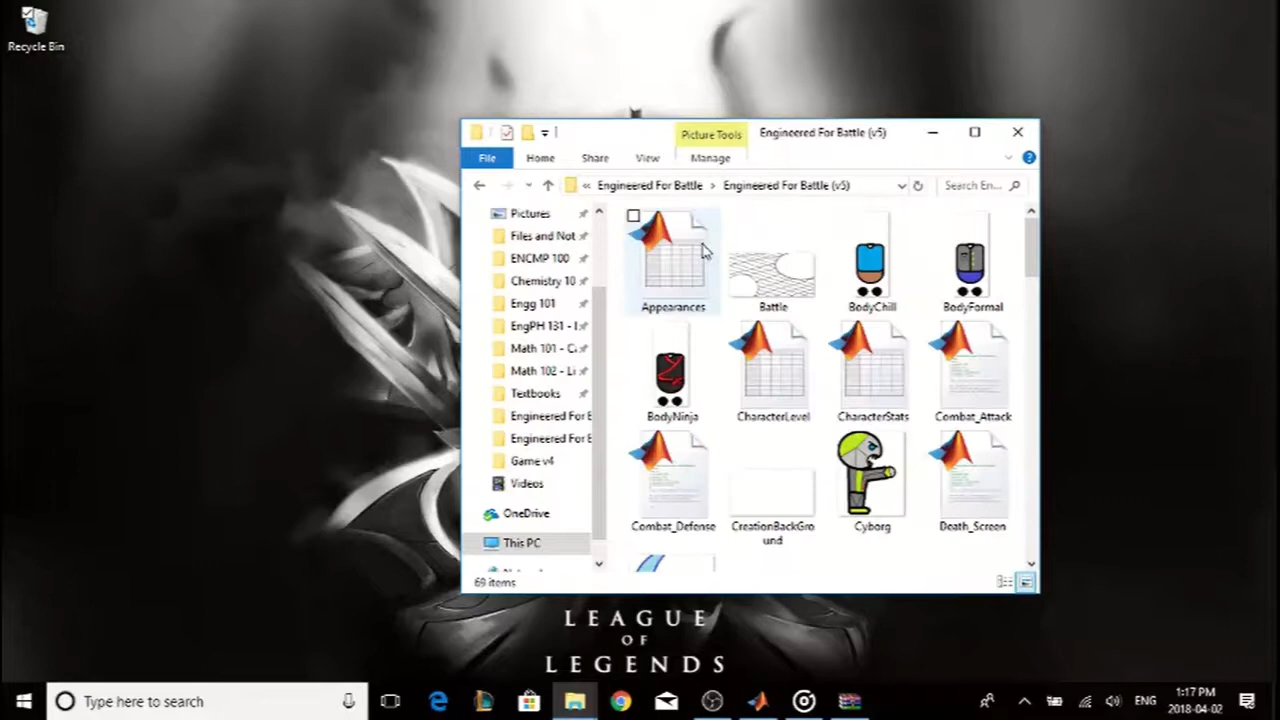 Recycle Bin
Picture Tools
Engineered For Battle (v5)
File
Home
Share
View
Manage
« Engineered For Battle > Engineered For Battle (v5)
Search En...
Pictures
Files and Not
ENCMP 100
Chemistry 10
Engg 101
EngPH 131 - I
Math 101 - C
Math 102 - Li
Textbooks
Engineered For E
Engineered For E
Game v4
Videos
OneDrive
This PC
Appearances
Battle
BodyChill
BodyFormal
BodyNinja
CharacterLevel
CharacterStats
Combat_Attack
Combat_Defense
CreationBackGro
und
Cyborg
Death_Screen
69 items
LEAGUE
OF
LEGENDS
Type here to search
ENG
1:17 PM
2018-04-02